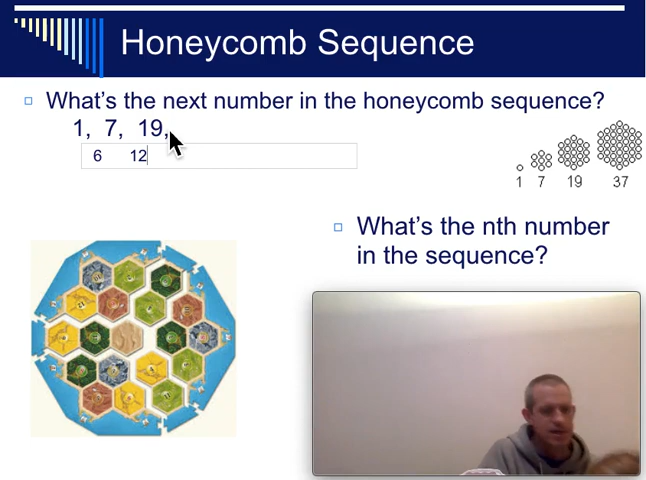 Honeycomb Sequence
What's the next number in the honeycomb sequence?
1, 7, 19,
6 12
1 7 19 37
What's the nth number
in the sequence?